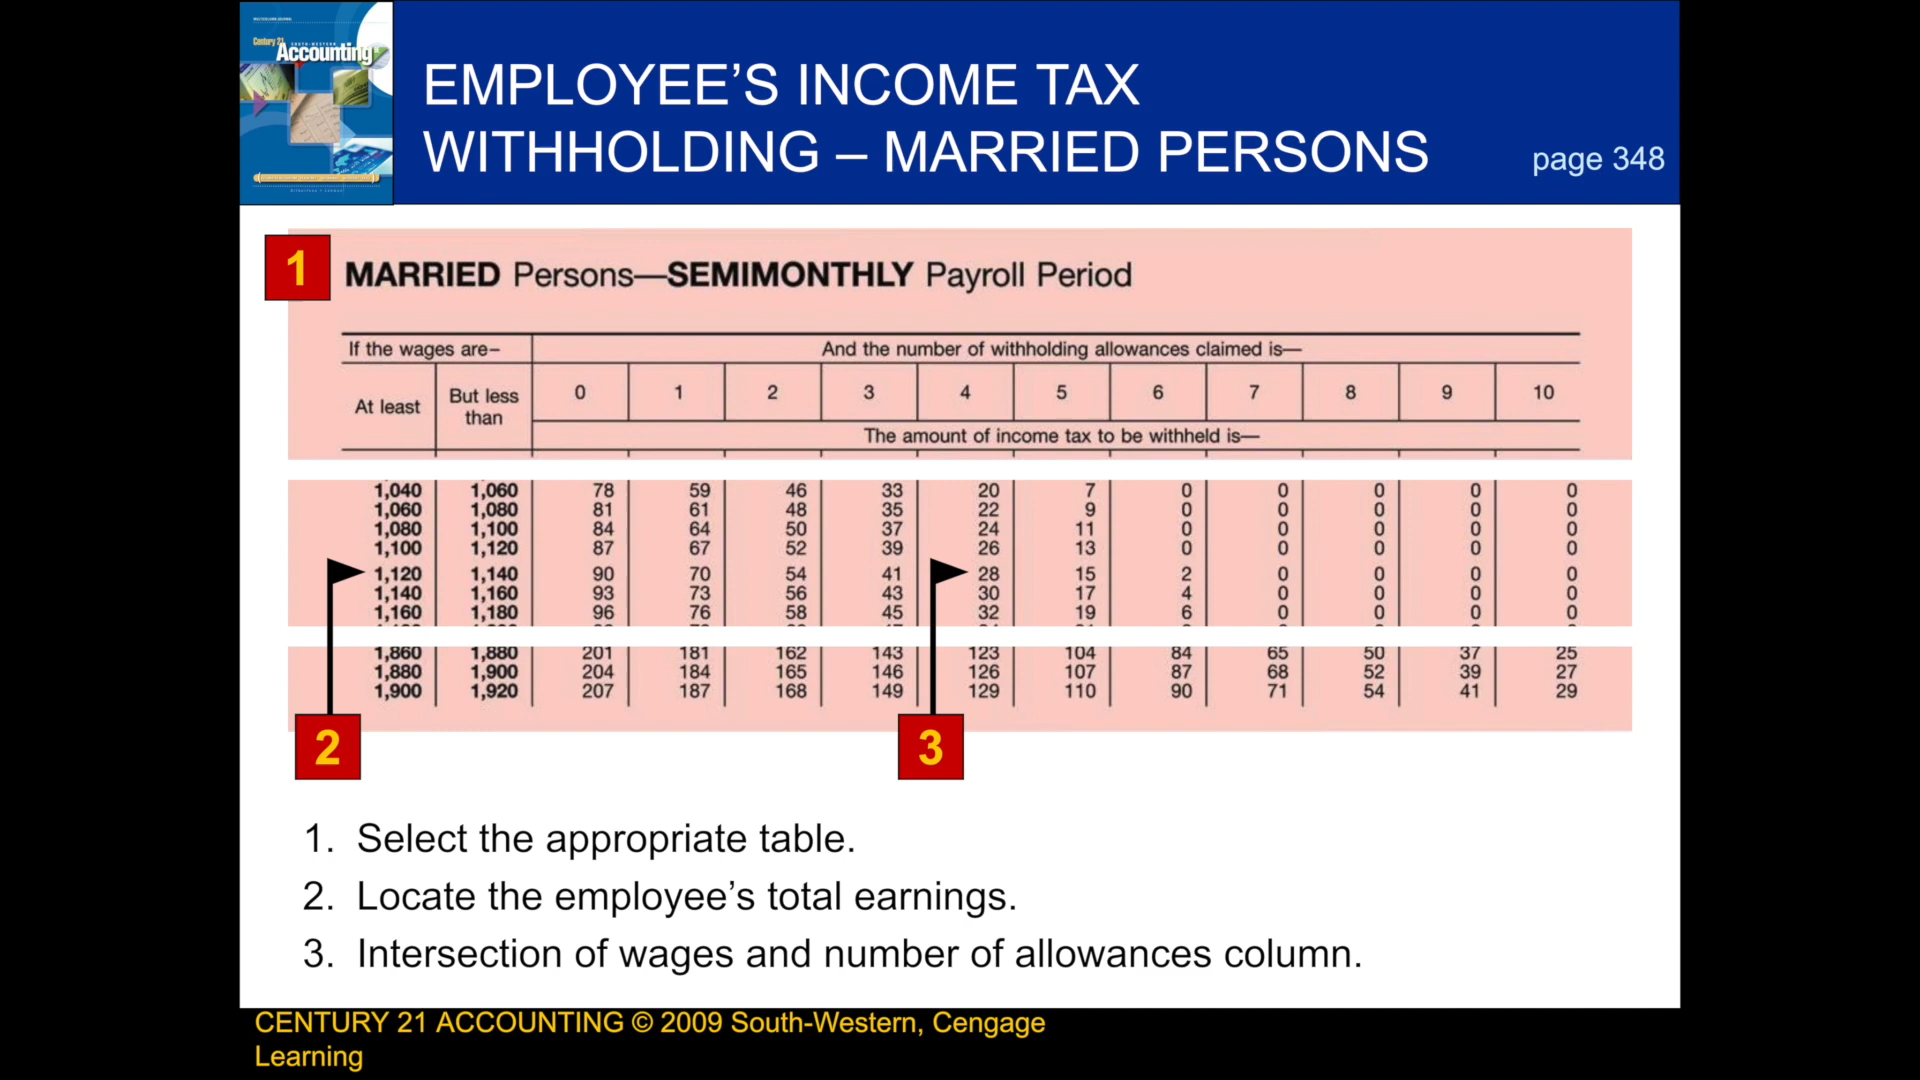 Century 21
SOUTH-WESTERN
Accounting
EMPLOYEE’S INCOME TAX
WITHHOLDING – MARRIED PERSONS
page 348
1
MARRIED Persons—SEMIMONTHLY Payroll Period
If the wages are– And the number of withholding allowances claimed is—
At least But less than 0 1 2 3 4 5 6 7 8 9 10
The amount of income tax to be withheld is—
1,040 1,060 78 59 46 33 20 7 0 0 0 0 0
1,060 1,080 81 61 48 35 22 9 0 0 0 0 0
1,080 1,100 84 64 50 37 24 11 0 0 0 0 0
1,100 1,120 87 67 52 39 26 13 0 0 0 0 0
1,120 1,140 90 70 54 41 28 15 2 0 0 0 0
1,140 1,160 93 73 56 43 30 17 4 0 0 0 0
1,160 1,180 96 76 58 45 32 19 6 0 0 0 0
1,860 1,880 201 181 162 143 123 104 84 65 50 37 25
1,880 1,900 204 184 165 146 126 107 87 68 52 39 27
1,900 1,920 207 187 168 149 129 110 90 71 54 41 29
2
3
1. Select the appropriate table.
2. Locate the employee’s total earnings.
3. Intersection of wages and number of allowances column.
CENTURY 21 ACCOUNTING © 2009 South-Western, Cengage
Learning